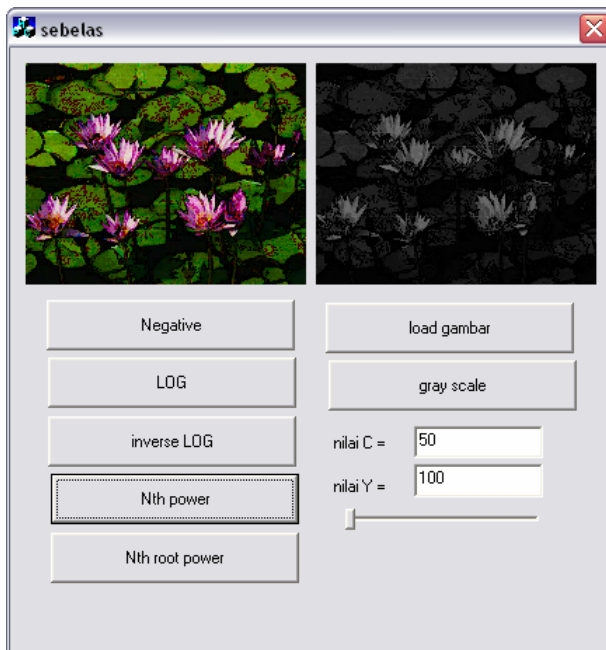 sebelas
Negative
load gambar
LOG
gray scale
inverse LOG
nilai C =
50
Nth power
nilai Y =
100
Nth root power